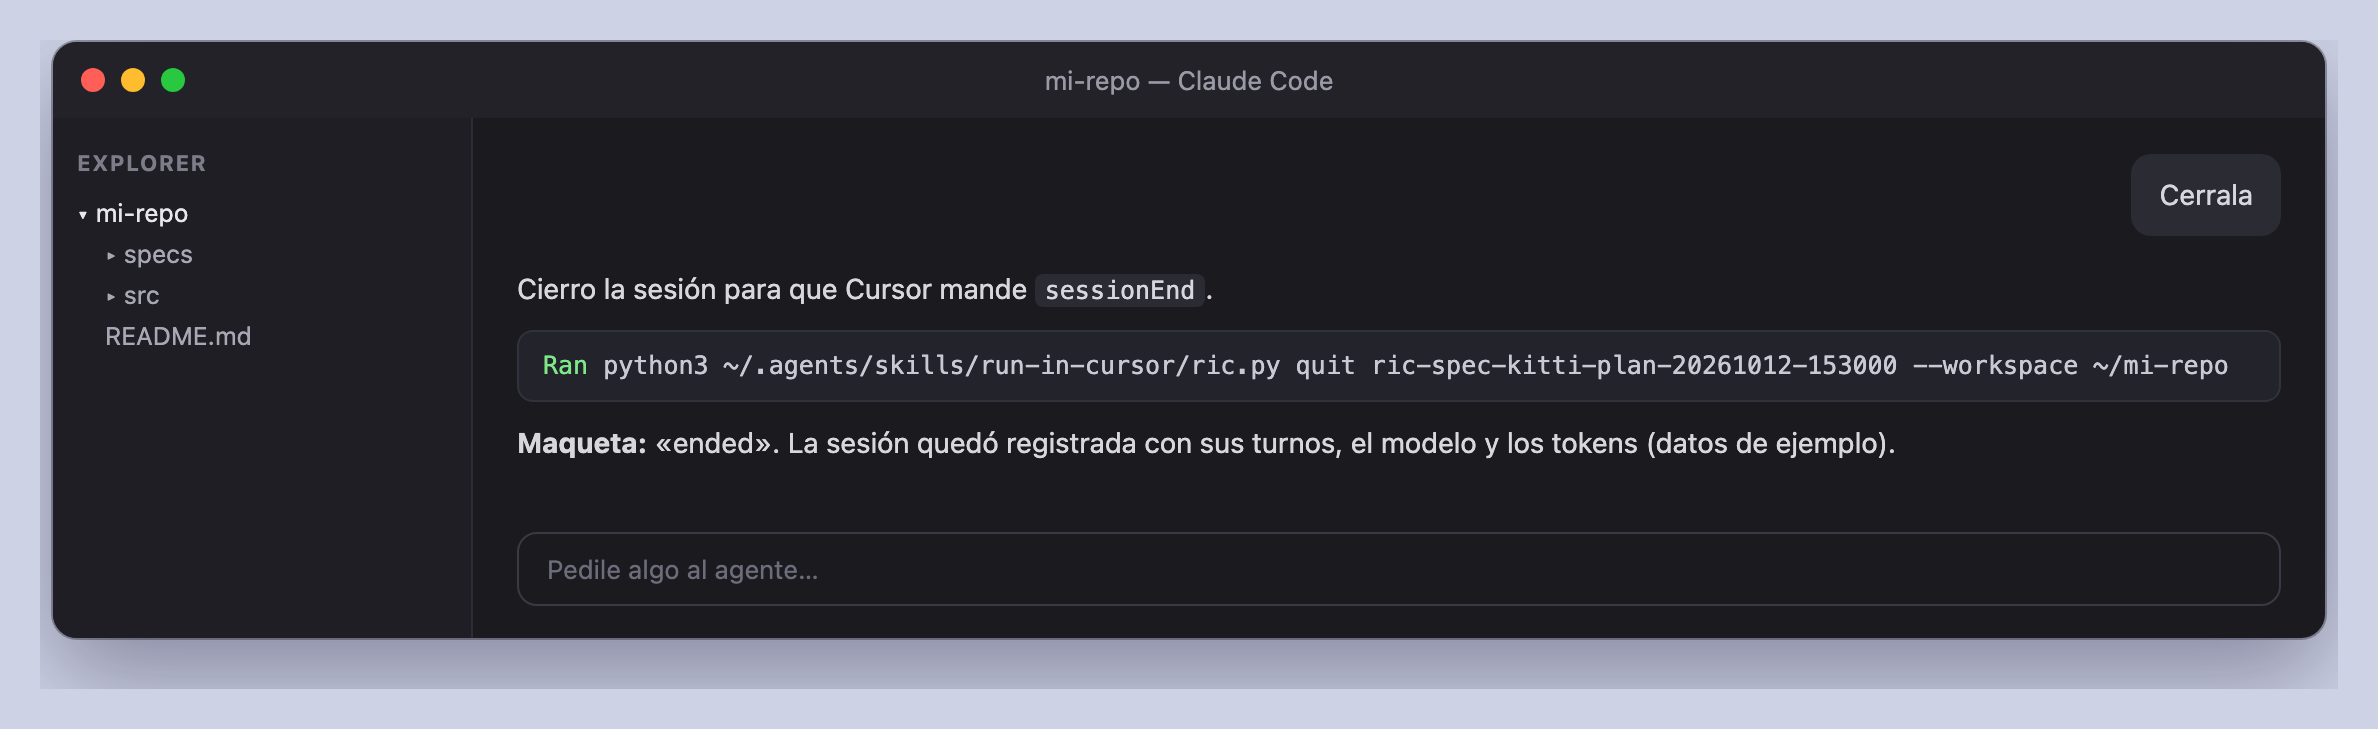 mi-repo — Claude Code
EXPLORER
mi-repo
specs
src
README.md
Cerrala
Cierro la sesión para que Cursor mande sessionEnd.
Ran python3 ~/.agents/skills/run-in-cursor/ric.py quit ric-spec-kitti-plan-20261012-153000 --workspace ~/mi-repo
Maqueta: «ended». La sesión quedó registrada con sus turnos, el modelo y los tokens (datos de ejemplo).
Pedile algo al agente…